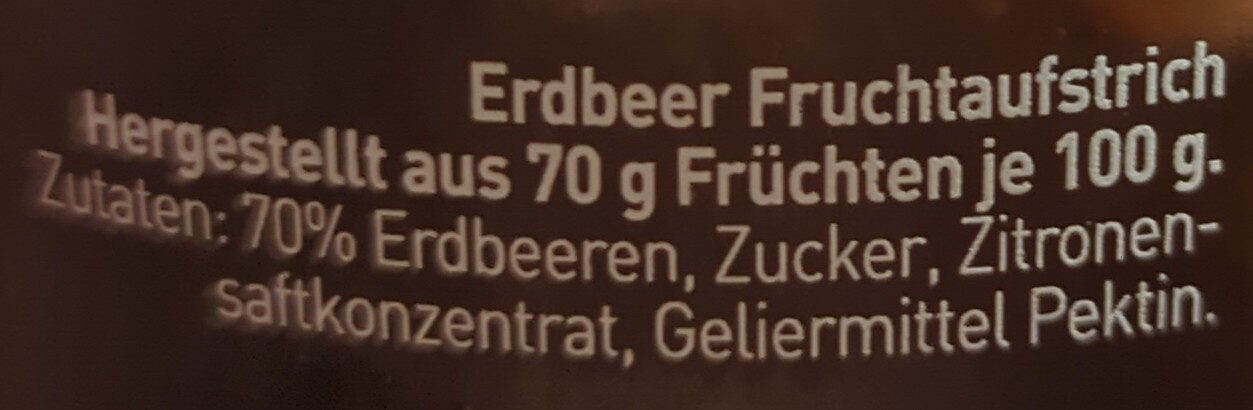 Erdbeer Fruchtaufstrich
Hergestellt aus 70 g Früchten je 100 g.
Zutaten: 70% Erdbeeren, Zucker, Zitronen-
saftkonzentrat, Geliermittel Pektin.